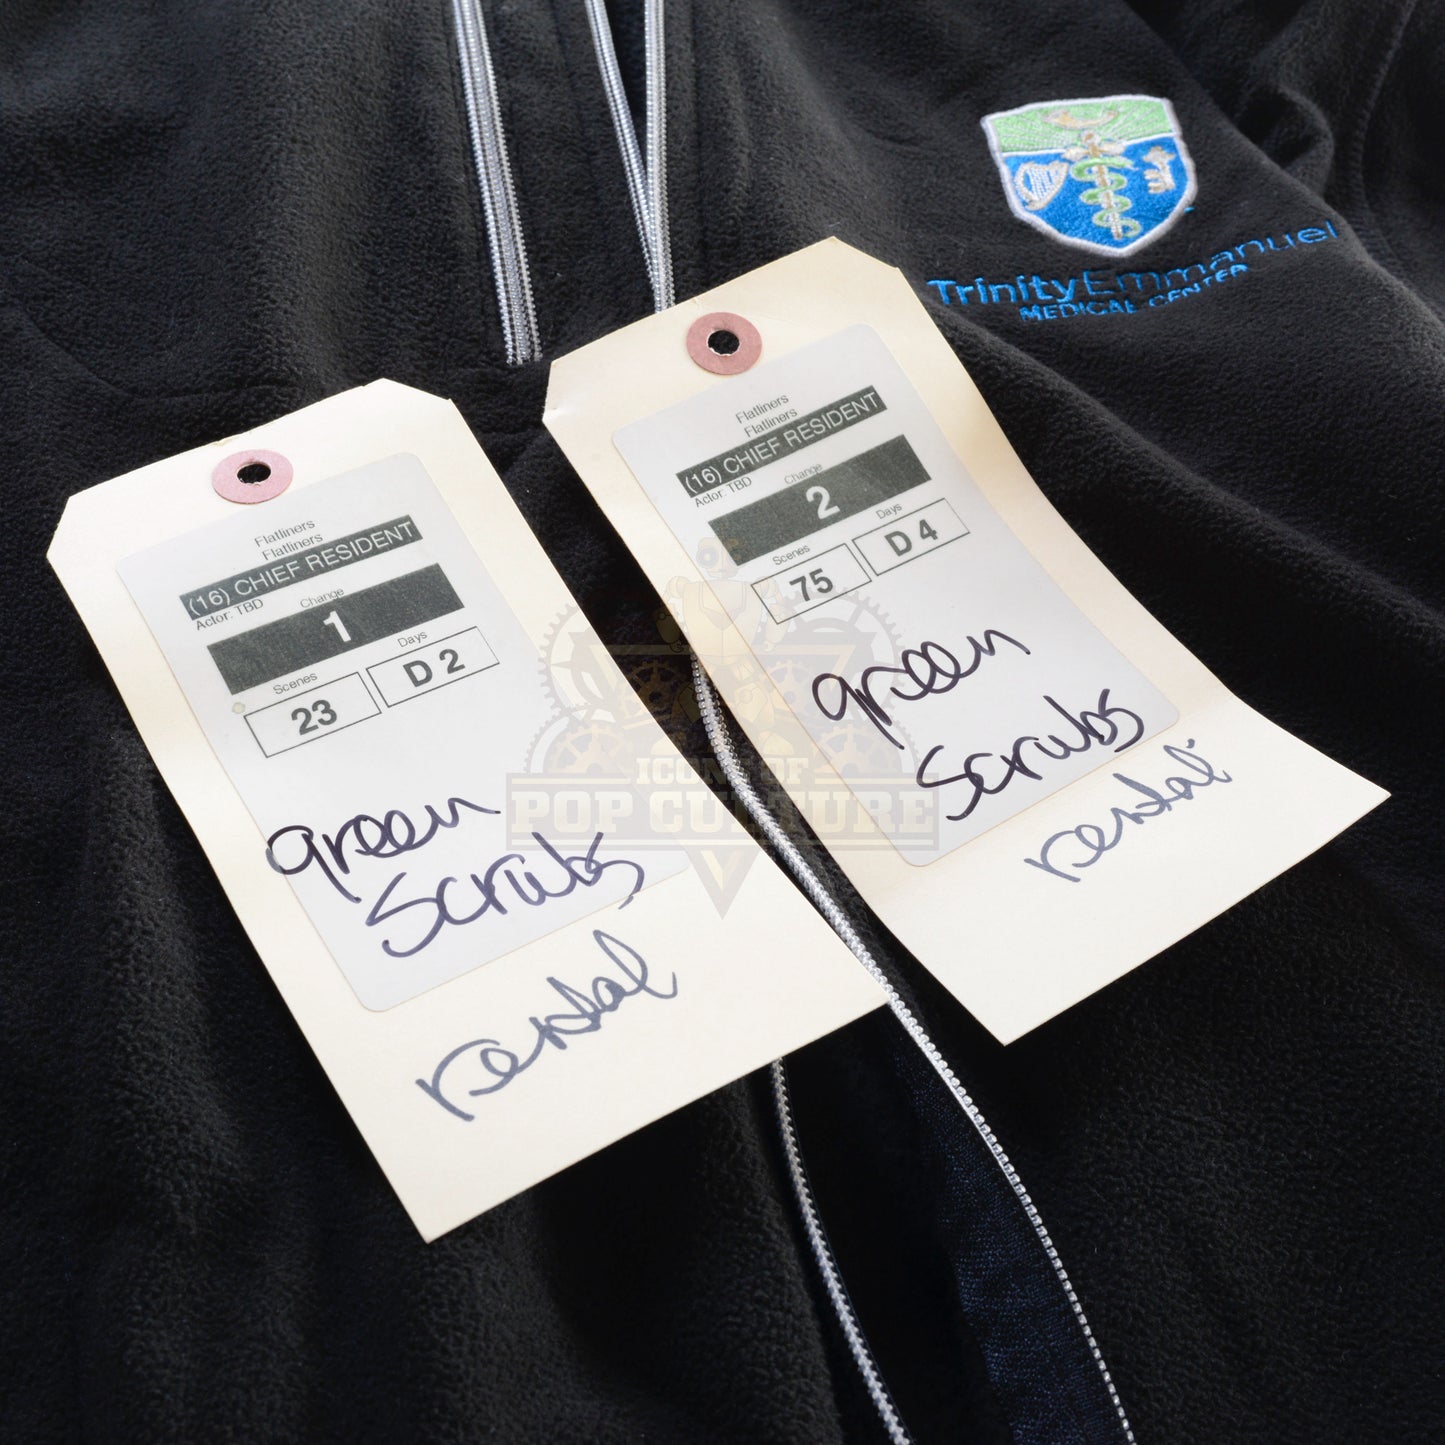 TrinityEmmanuel
MEDICAL CENTER
Flatliners
Flatliners
(16) CHIEF RESIDENT
Actor: TBD
Change
1
Scenes
Days
23
D 2
green
scrubs
rental
Flatliners
Flatliners
(16) CHIEF RESIDENT
Actor: TBD
Change
2
Scenes
Days
75
D 4
green
scrubs
rental
ICONS OF
POP CULTURE